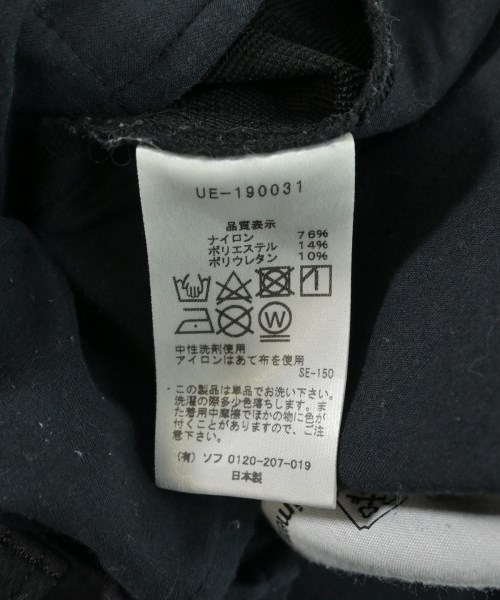 UE-190031
品質表示
ナイロン 76%
ポリエステル 14%
ポリウレタン 10%
W
中性洗剤使用
アイロンはあて布を使用
SE-150
・この製品は単品でお洗い下さい。
洗濯の際多少色落ちします。ま
た着用中摩擦でほかの物に色が
付くことがありますので、ご注
意下さい。
(有) ソフ 0120-207-019
日本製